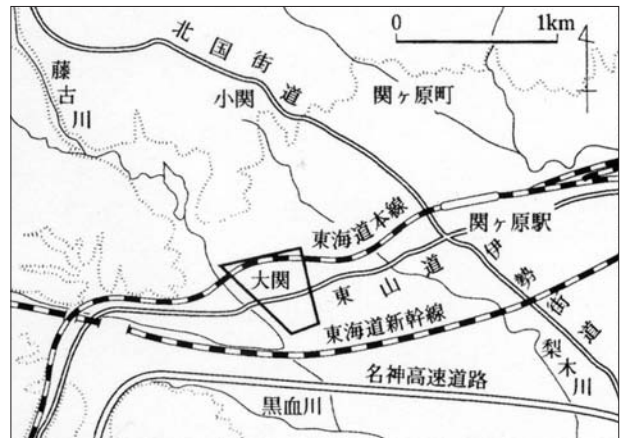 0 1km
北国街道
藤古川
小関
関ヶ原町
東海道本線
関ヶ原駅
大関
東山道
伊勢街道
東海道新幹線
梨木川
名神高速道路
黒血川